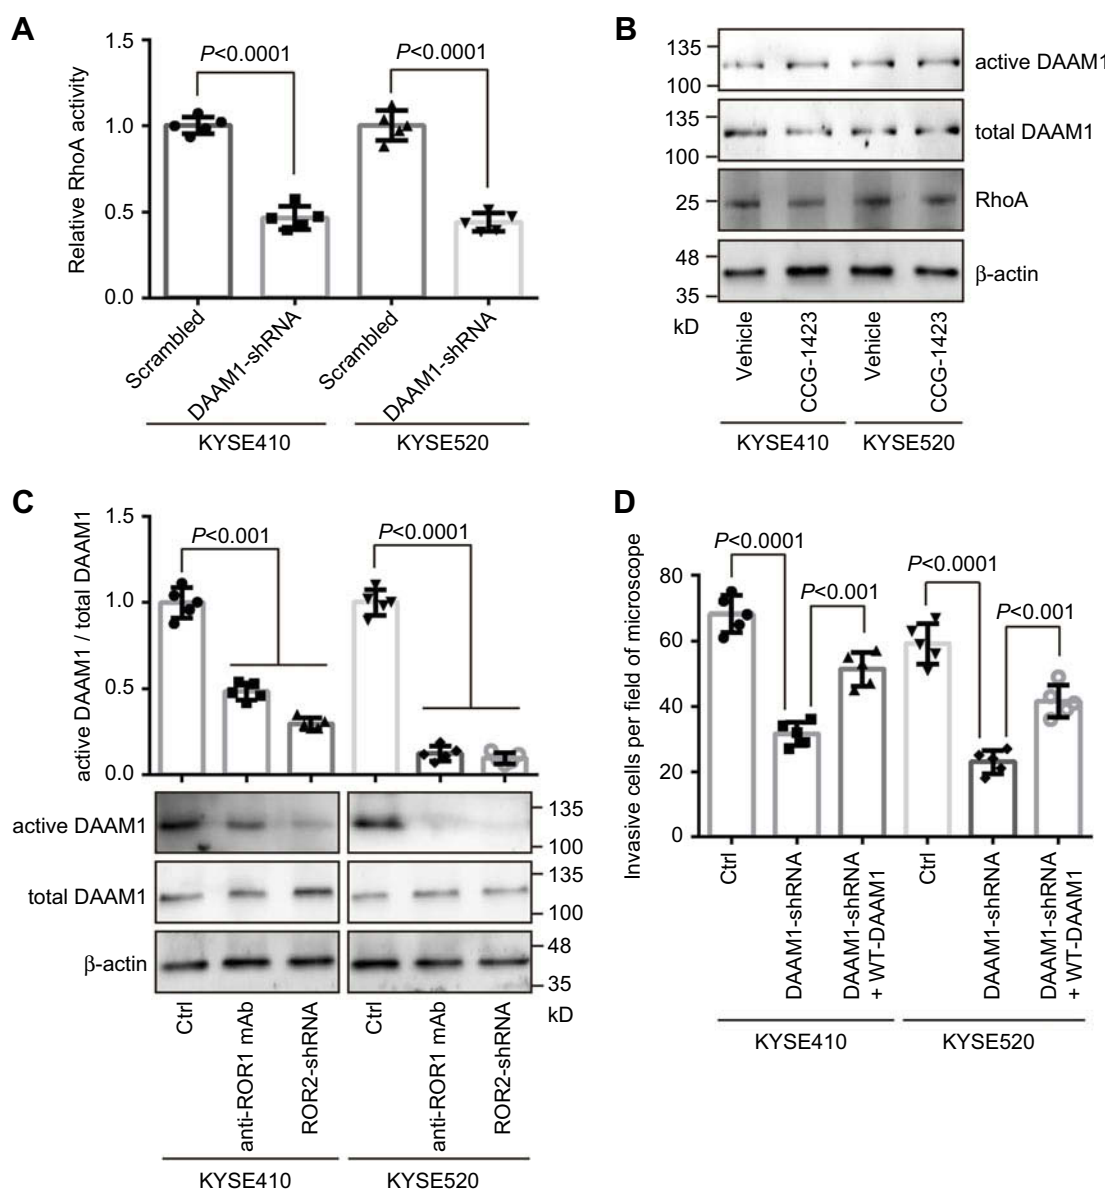 A
Relative RhoA activity
1.5
1.0
0.5
0.0
P<0.0001
P<0.0001
Scrambled
DAAM1-shRNA
Scrambled
DAAM1-shRNA
KYSE410
KYSE520
B
135
100
active DAAM1
135
100
total DAAM1
25
RhoA
48
35
β-actin
kD
Vehicle
CCG-1423
Vehicle
CCG-1423
KYSE410
KYSE520
C
active DAAM1 / total DAAM1
1.5
1.0
0.5
0.0
P<0.001
P<0.0001
active DAAM1
135
100
total DAAM1
135
100
β-actin
48
35
kD
Ctrl
anti-ROR1 mAb
ROR2-shRNA
Ctrl
anti-ROR1 mAb
ROR2-shRNA
KYSE410
KYSE520
D
Invasive cells per field of microscope
80
60
40
20
0
P<0.0001
P<0.001
P<0.0001
P<0.001
Ctrl
DAAM1-shRNA
DAAM1-shRNA
+ WT-DAAM1
Ctrl
DAAM1-shRNA
DAAM1-shRNA
+ WT-DAAM1
KYSE410
KYSE520